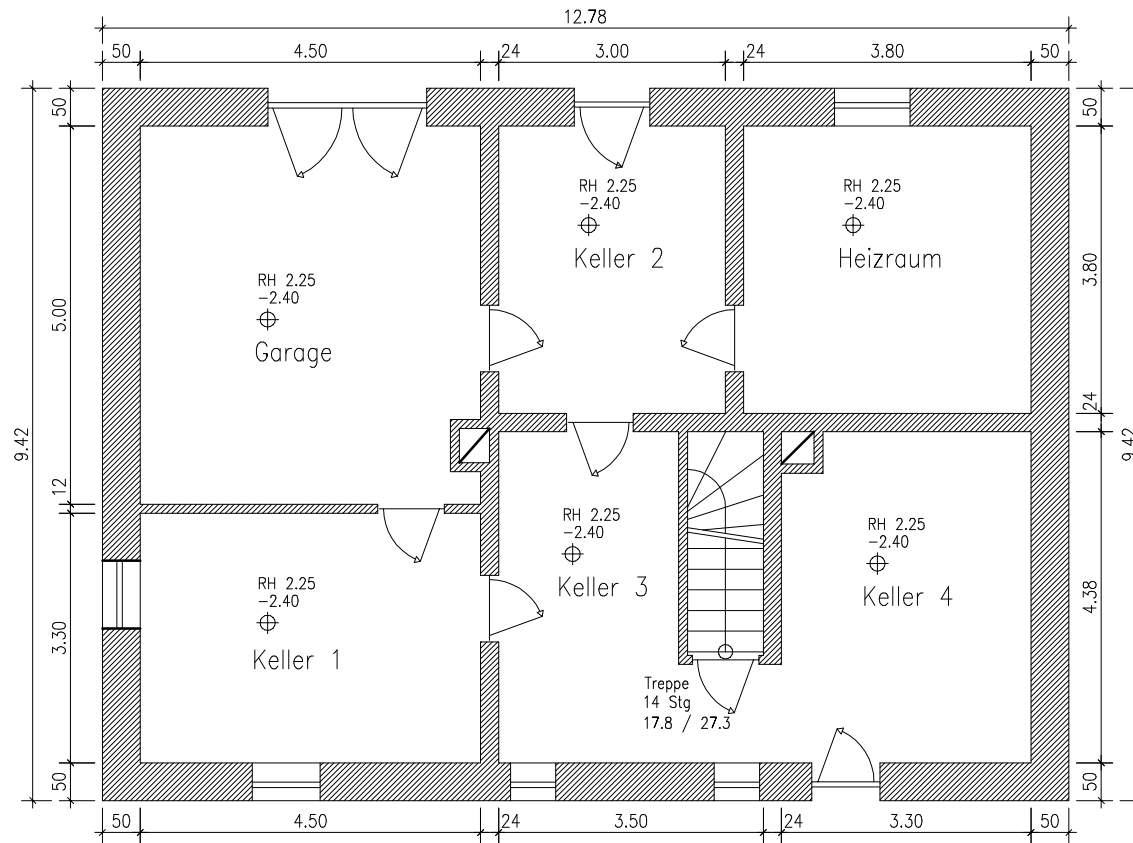 12.78
50 4.50 24 3.00 24 3.80 50
50
5.00
12
3.30
50
9.42
50
3.80
24
4.38
50
9.42
RH 2.25
-2.40
Garage
RH 2.25
-2.40
Keller 2
RH 2.25
-2.40
Heizraum
RH 2.25
-2.40
Keller 1
RH 2.25
-2.40
Keller 3
RH 2.25
-2.40
Keller 4
Treppe
14 Stg
17.8 / 27.3
50 4.50 24 3.50 24 3.30 50